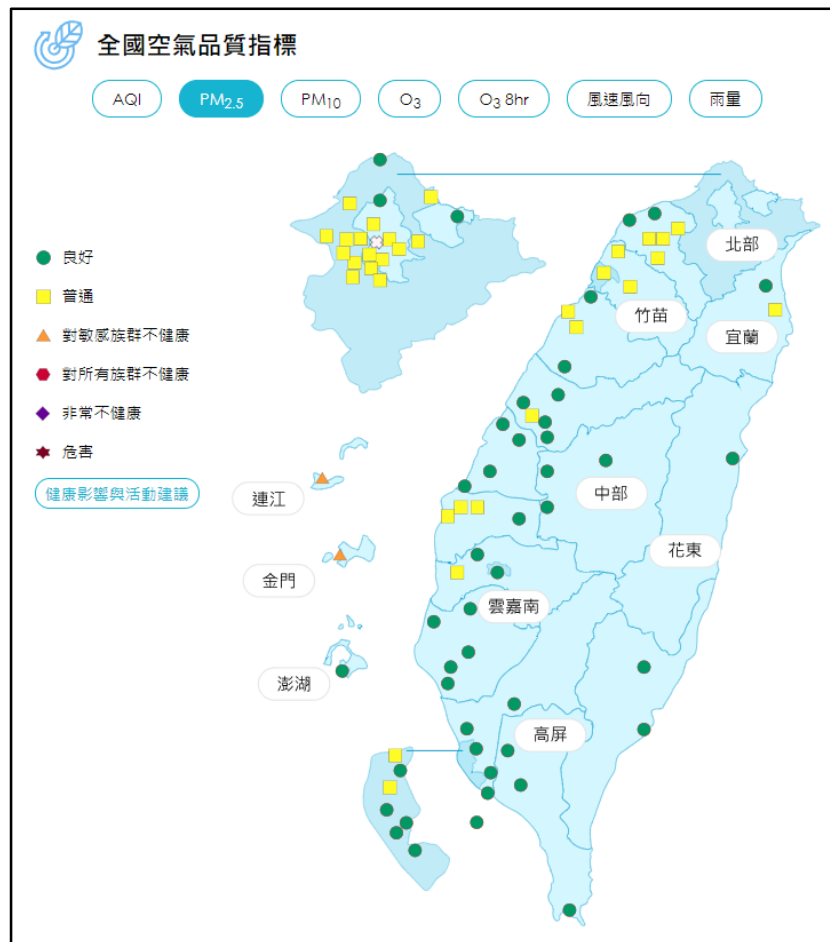 全國空氣品質指標
AQI PM2.5 PM10 O3 O3 8hr 風速風向 雨量
良好
普通
對敏感族群不健康
對所有族群不健康
非常不健康
危害
健康影響與活動建議
北部
竹苗
宜蘭
連江
中部
金門
花東
雲嘉南
澎湖
高屏